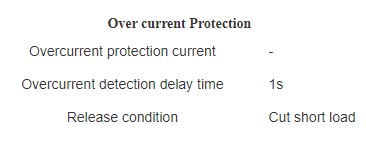 Over current Protection
Overcurrent protection current -
Overcurrent detection delay time 1s
Release condition Cut short load